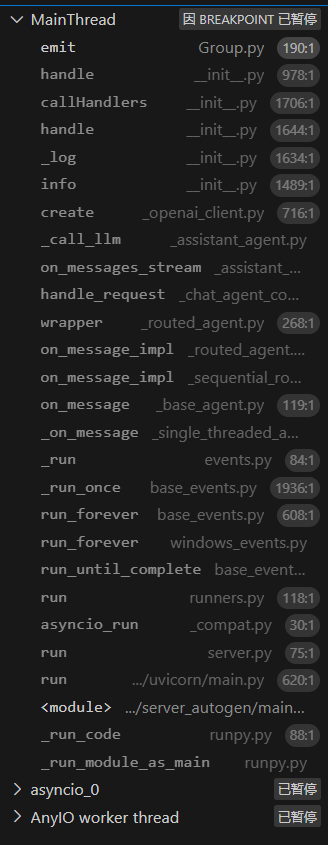 MainThread 因 BREAKPOINT 已暂停
emit Group.py 190:1
handle __init__.py 978:1
callHandlers __init__.py 1706:1
handle __init__.py 1644:1
_log __init__.py 1634:1
info __init__.py 1489:1
create _openai_client.py 716:1
_call_llm _assistant_agent.py
on_messages_stream _assistant_...
handle_request _chat_agent_co...
wrapper _routed_agent.py 268:1
on_message_impl _routed_agent....
on_message_impl _sequential_ro...
on_message _base_agent.py 119:1
_on_message _single_threaded_a...
_run events.py 84:1
_run_once base_events.py 1936:1
run_forever base_events.py 608:1
run_forever windows_events.py
run_until_complete base_event...
run runners.py 118:1
asyncio_run _compat.py 30:1
run server.py 75:1
run .../uvicorn/main.py 620:1
<module> .../server_autogen/main...
_run_code runpy.py 88:1
_run_module_as_main runpy.py
asyncio_0 已暂停
AnyIO worker thread 已暂停